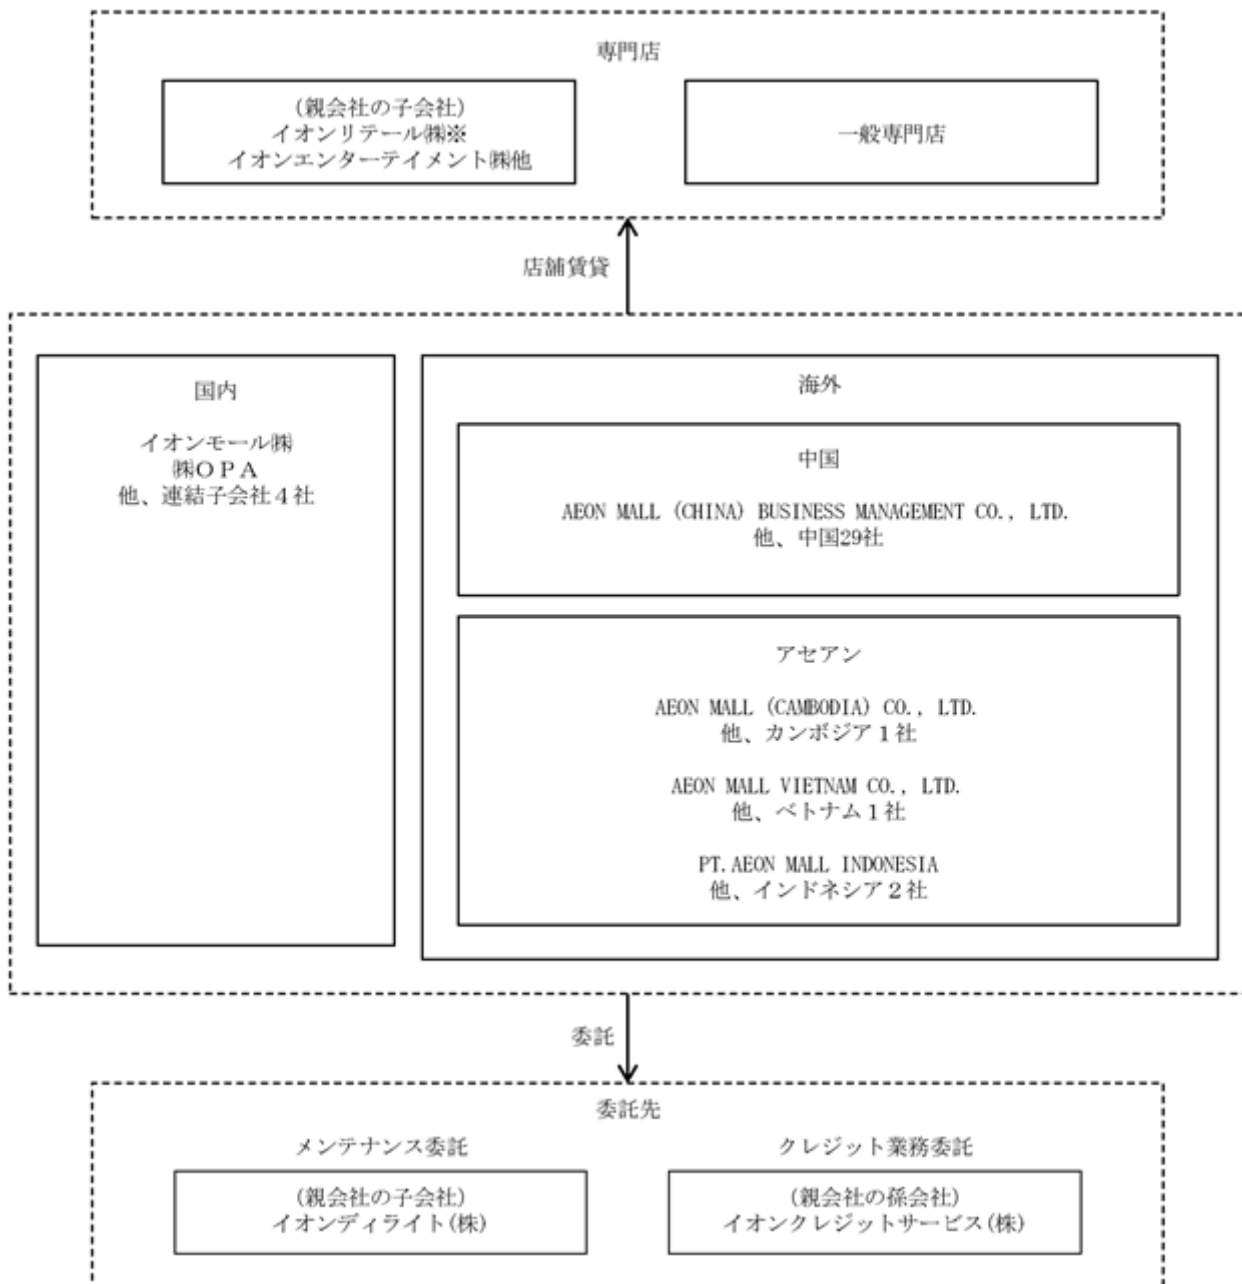 専門店
(親会社の子会社)
イオンリテール㈱※
イオンエンターテイメント㈱他
一般専門店
店舗賃貸
国内
イオンモール㈱
㈱ＯＰＡ
他、連結子会社４社
海外
中国
AEON MALL (CHINA) BUSINESS MANAGEMENT CO., LTD.
他、中国29社
アセアン
AEON MALL (CAMBODIA) CO., LTD.
他、カンボジア１社
AEON MALL VIETNAM CO., LTD.
他、ベトナム１社
PT.AEON MALL INDONESIA
他、インドネシア２社
委託
委託先
メンテナンス委託
(親会社の子会社)
イオンディライト(株)
クレジット業務委託
(親会社の孫会社)
イオンクレジットサービス(株)